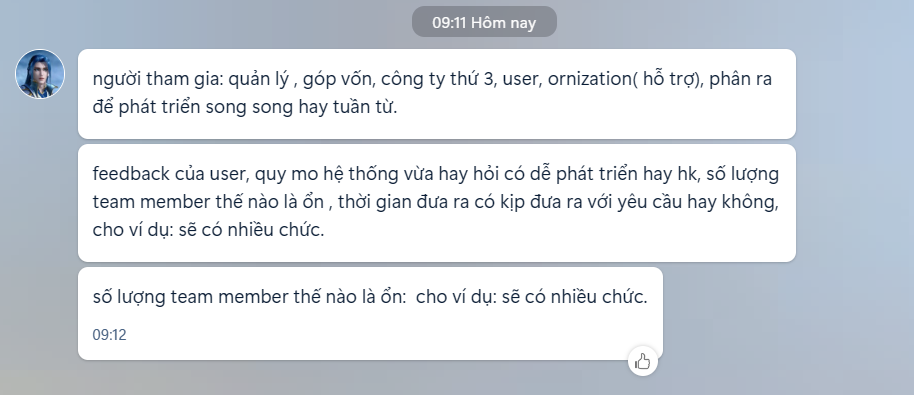 09:11 Hôm nay
người tham gia: quản lý , góp vốn, công ty thứ 3, user, ornization( hỗ trợ), phân ra
để phát triển song song hay tuần từ.
feedback của user, quy mo hệ thống vừa hay hỏi có dễ phát triển hay hk, số lượng
team member thế nào là ổn , thời gian đưa ra có kịp đưa ra với yêu cầu hay không,
cho ví dụ: sẽ có nhiều chức.
số lượng team member thế nào là ổn:  cho ví dụ: sẽ có nhiều chức.
09:12